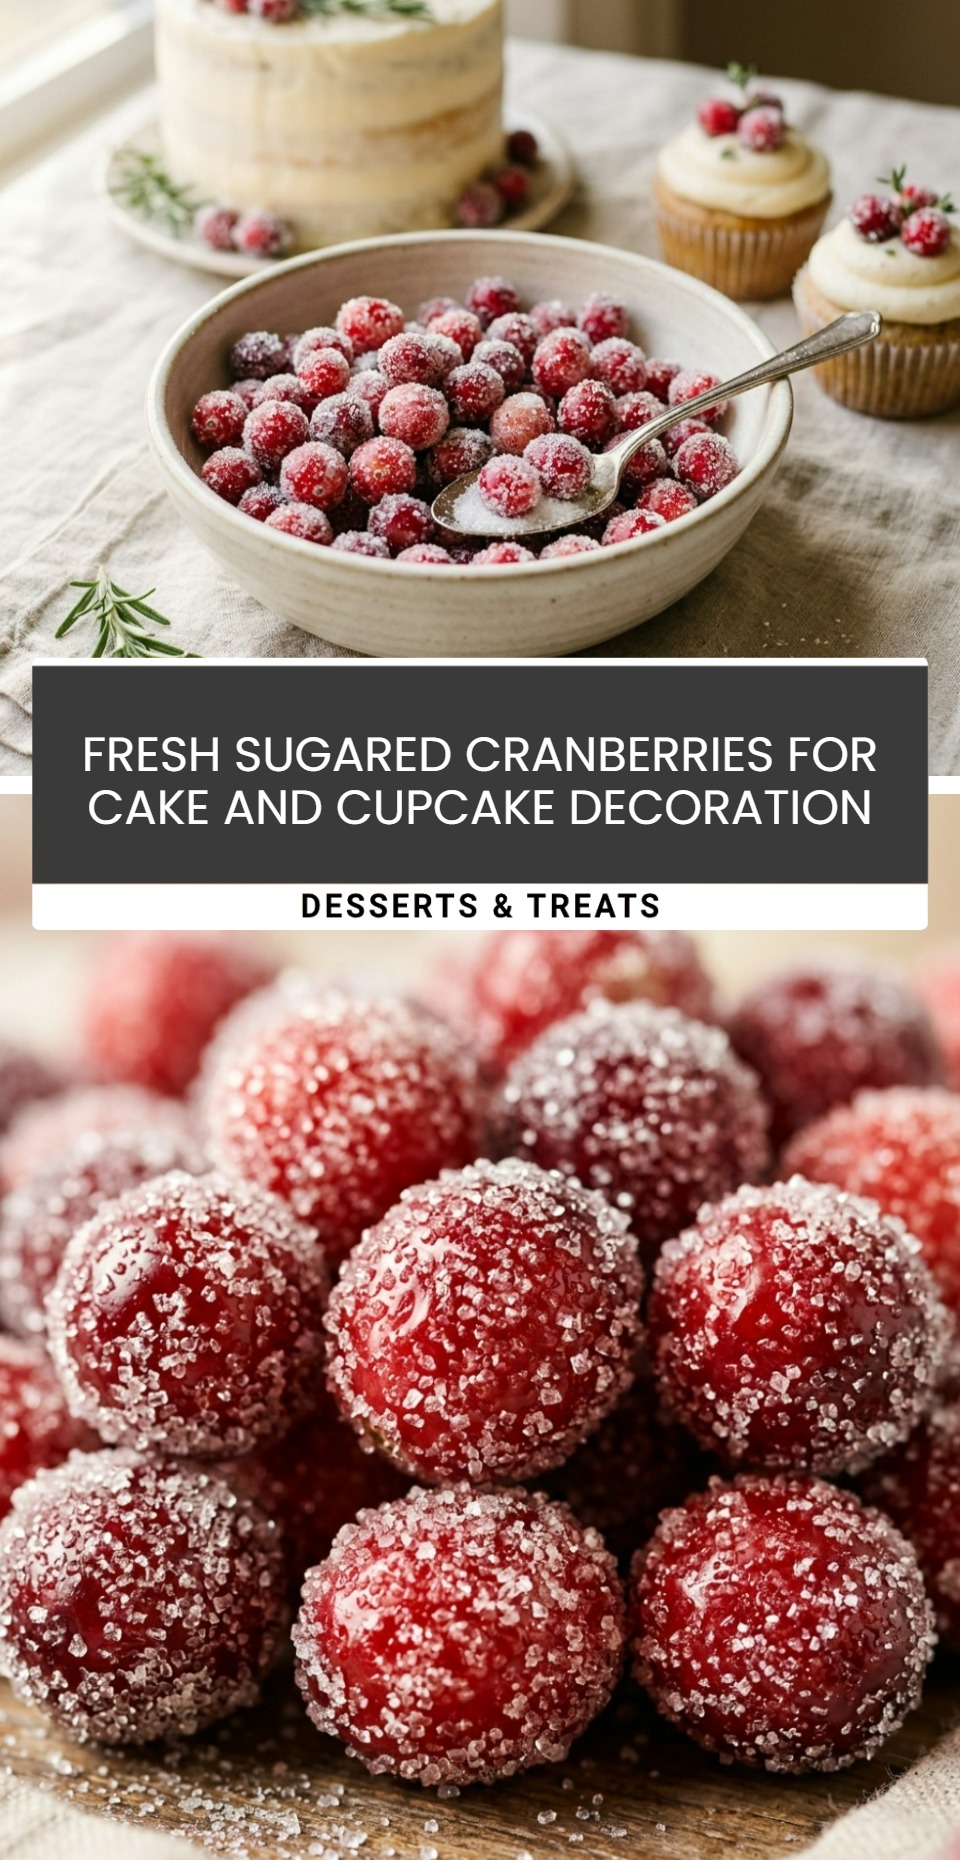 FRESH SUGARED CRANBERRIES FOR
CAKE AND CUPCAKE DECORATION
DESSERTS & TREATS